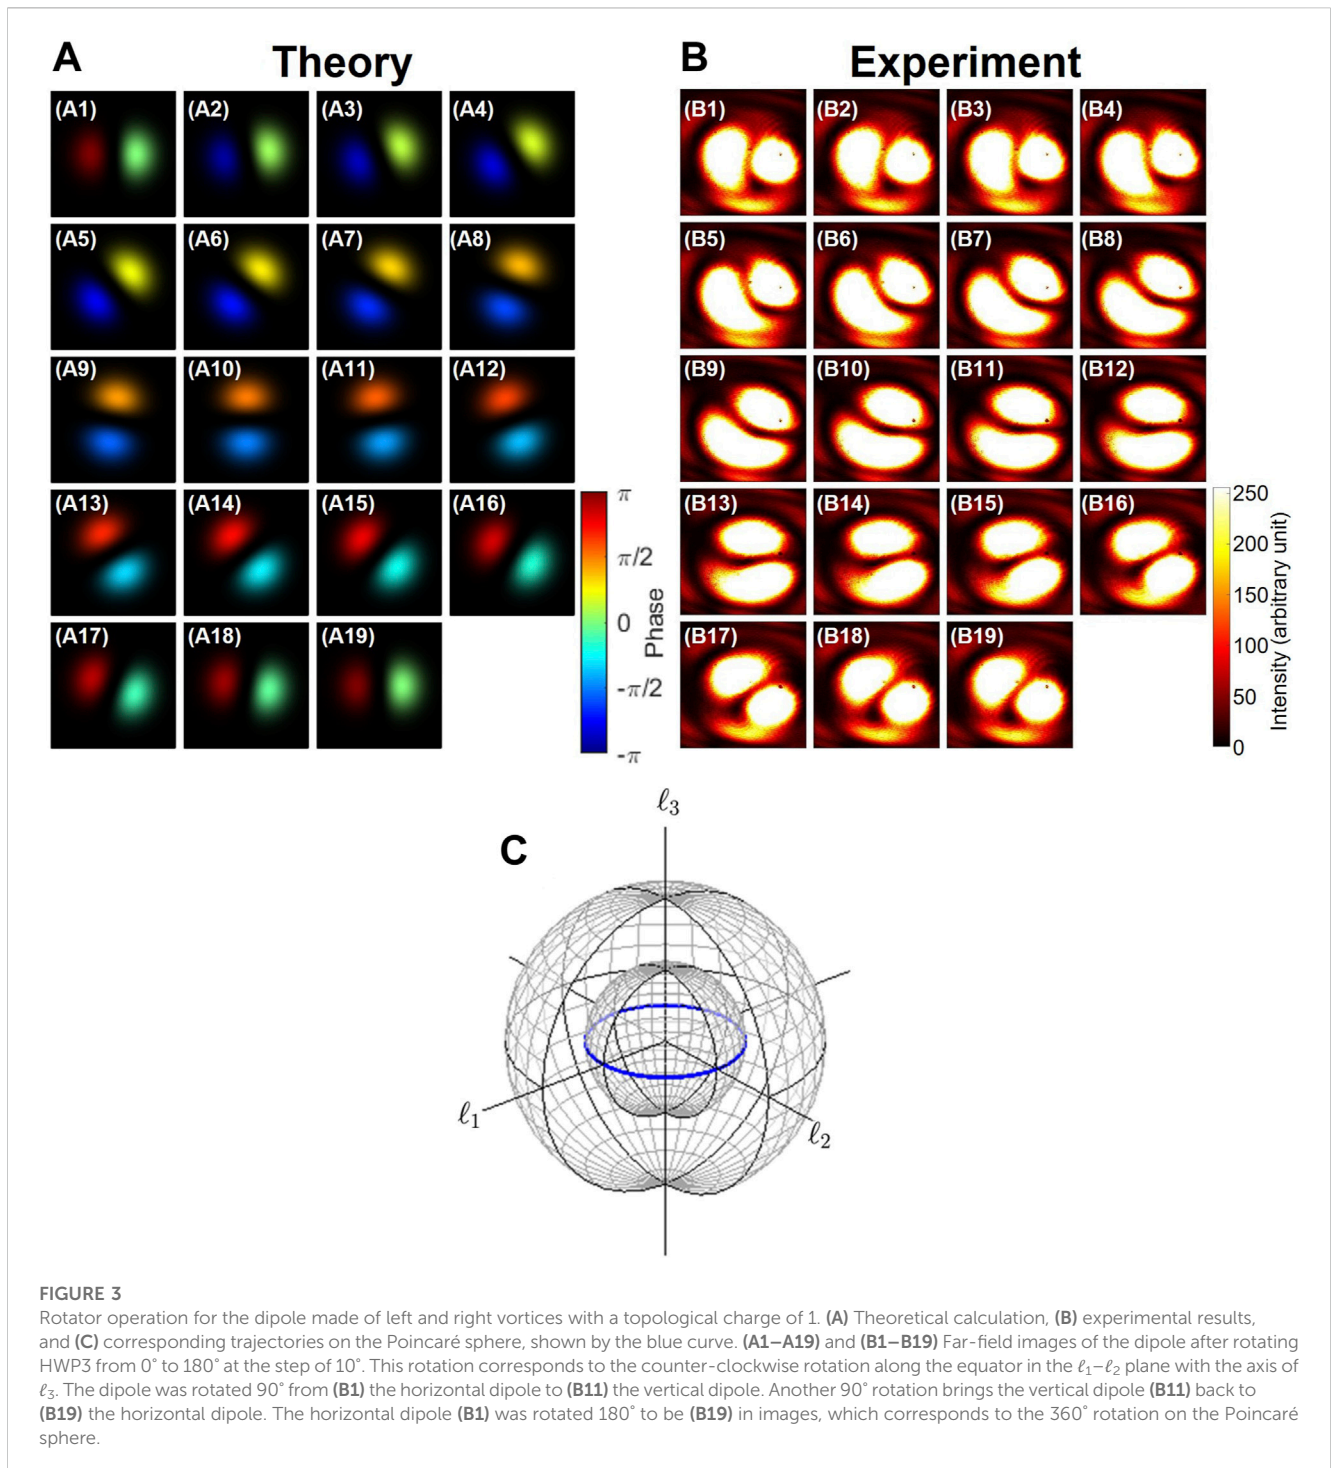 A Theory
(A1) (A2) (A3) (A4)
(A5) (A6) (A7) (A8)
(A9) (A10) (A11) (A12)
(A13) (A14) (A15) (A16)
(A17) (A18) (A19)
π
π/2
0
-π/2
-π
Phase
B Experiment
(B1) (B2) (B3) (B4)
(B5) (B6) (B7) (B8)
(B9) (B10) (B11) (B12)
(B13) (B14) (B15) (B16)
(B17) (B18) (B19)
250
200
150
100
50
0
Intensity (arbitrary unit)
C
ℓ₃
ℓ₁
ℓ₂
FIGURE 3
Rotator operation for the dipole made of left and right vortices with a topological charge of 1. (A) Theoretical calculation, (B) experimental results,
and (C) corresponding trajectories on the Poincaré sphere, shown by the blue curve. (A1–A19) and (B1–B19) Far-field images of the dipole after rotating
HWP3 from 0° to 180° at the step of 10°. This rotation corresponds to the counter-clockwise rotation along the equator in the ℓ₁–ℓ₂ plane with the axis of
ℓ₃. The dipole was rotated 90° from (B1) the horizontal dipole to (B11) the vertical dipole. Another 90° rotation brings the vertical dipole (B11) back to
(B19) the horizontal dipole. The horizontal dipole (B1) was rotated 180° to be (B19) in images, which corresponds to the 360° rotation on the Poincaré
sphere.